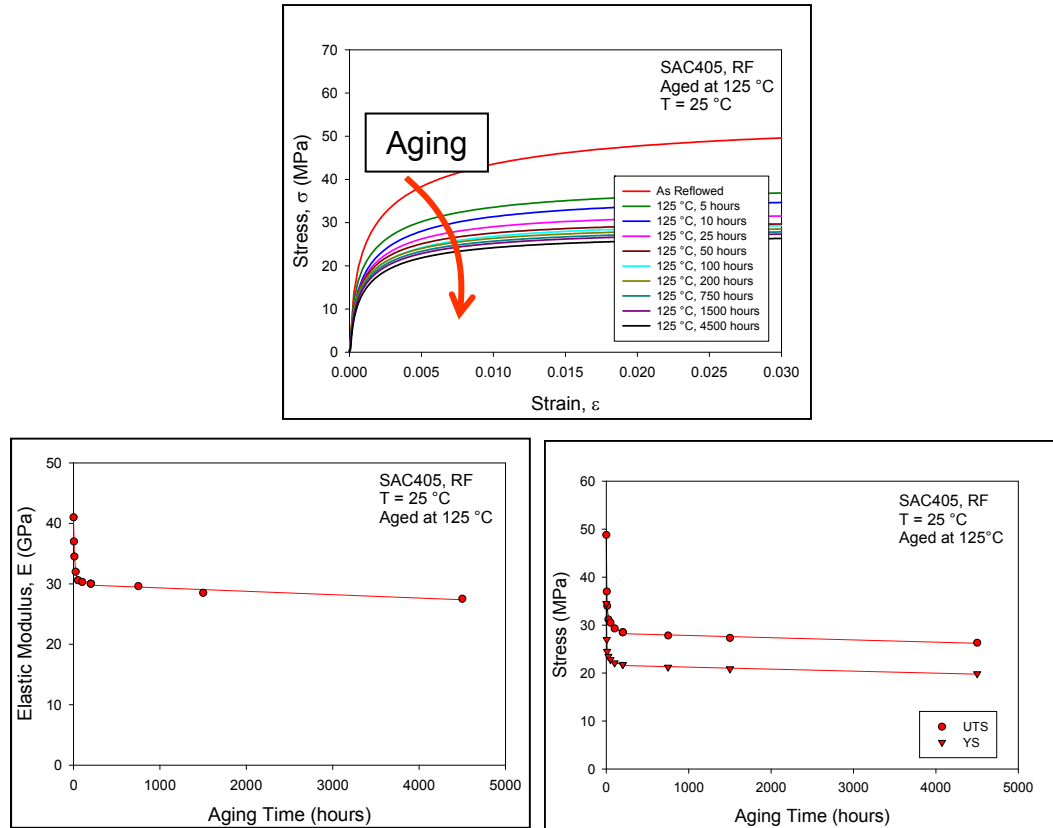 70
60
50
40
30
20
10
0
Stress, σ (MPa)
SAC405, RF
Aged at 125 °C
T = 25 °C
Aging
As Reflowed
125 °C, 5 hours
125 °C, 10 hours
125 °C, 25 hours
125 °C, 50 hours
125 °C, 100 hours
125 °C, 200 hours
125 °C, 750 hours
125 °C, 1500 hours
125 °C, 4500 hours
0.000 0.005 0.010 0.015 0.020 0.025 0.030
Strain, ε
50
40
30
20
10
0
Elastic Modulus, E (GPa)
SAC405, RF
T = 25 °C
Aged at 125 °C
0 1000 2000 3000 4000 5000
Aging Time (hours)
60
50
40
30
20
10
0
Stress (MPa)
SAC405, RF
T = 25 °C
Aged at 125°C
UTS
YS
0 1000 2000 3000 4000 5000
Aging Time (hours)